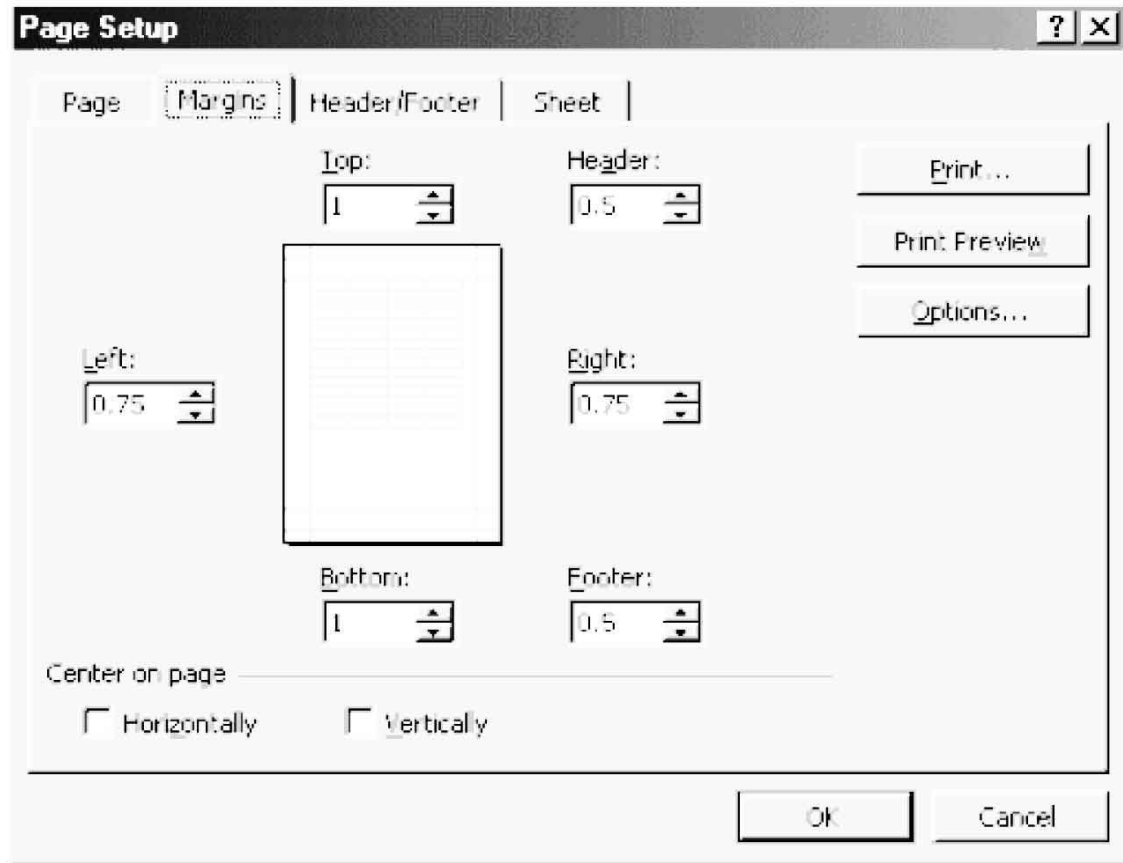 Page Setup
Page Margins Header/Footer Sheet
Top: Header:
1 0.5
Print...
Print Preview
Options...
Left: Right:
0.75 0.75
Bottom: Footer:
1 0.5
Center on page
Horizontally Vertically
OK Cancel